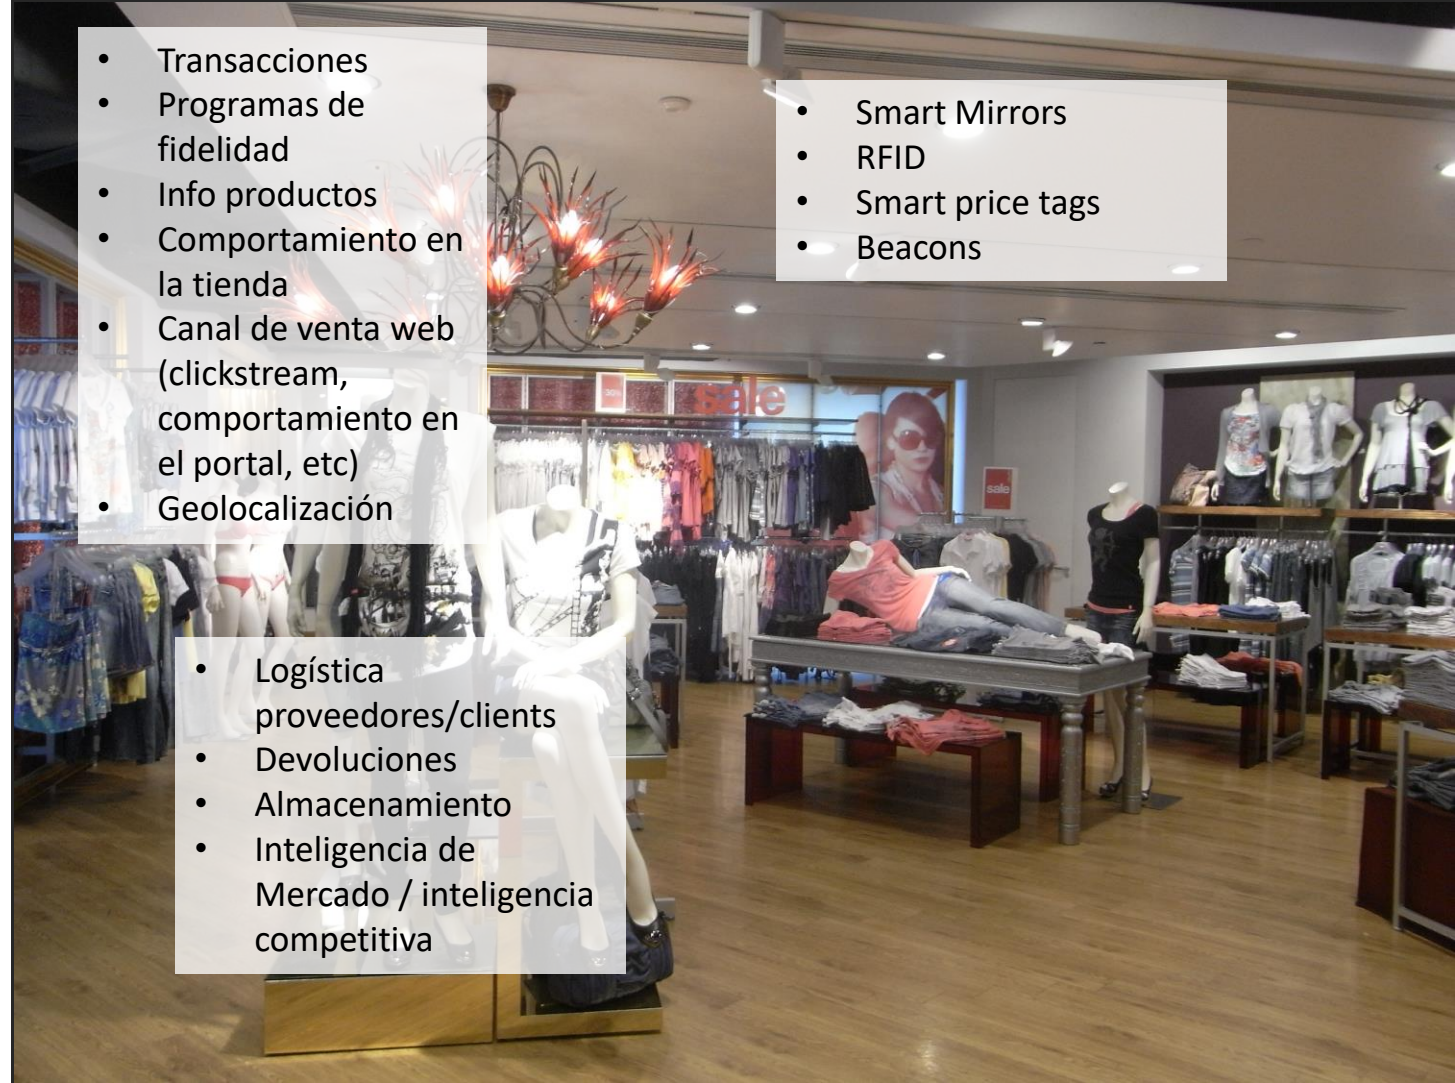 • Transacciones
• Programas de
fidelidad
• Info productos
• Comportamiento en
la tienda
• Canal de venta web
(clickstream,
comportamiento en
el portal, etc)
• Geolocalización
• Smart Mirrors
• RFID
• Smart price tags
• Beacons
30%
sale
sale
• Logística
proveedores/clients
• Devoluciones
• Almacenamiento
• Inteligencia de
Mercado / inteligencia
competitiva